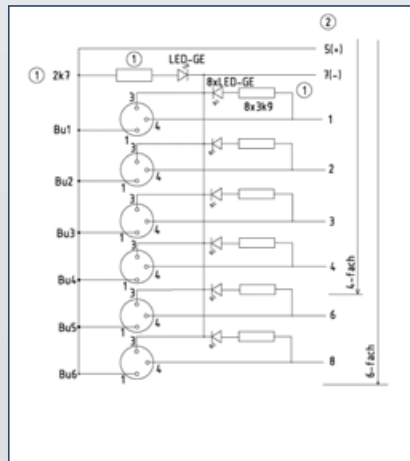 ②
5(+)
① LED-GE
① 2k7 7(-)
8xLED-GE ①
3 8x3k9
Bu1 1 4 1
3
Bu2 1 4 2
3
Bu3 1 4 3
3
Bu4 1 4 4
3
4-fach
Bu5 1 4 6
3
Bu6 1 4 8
6-fach